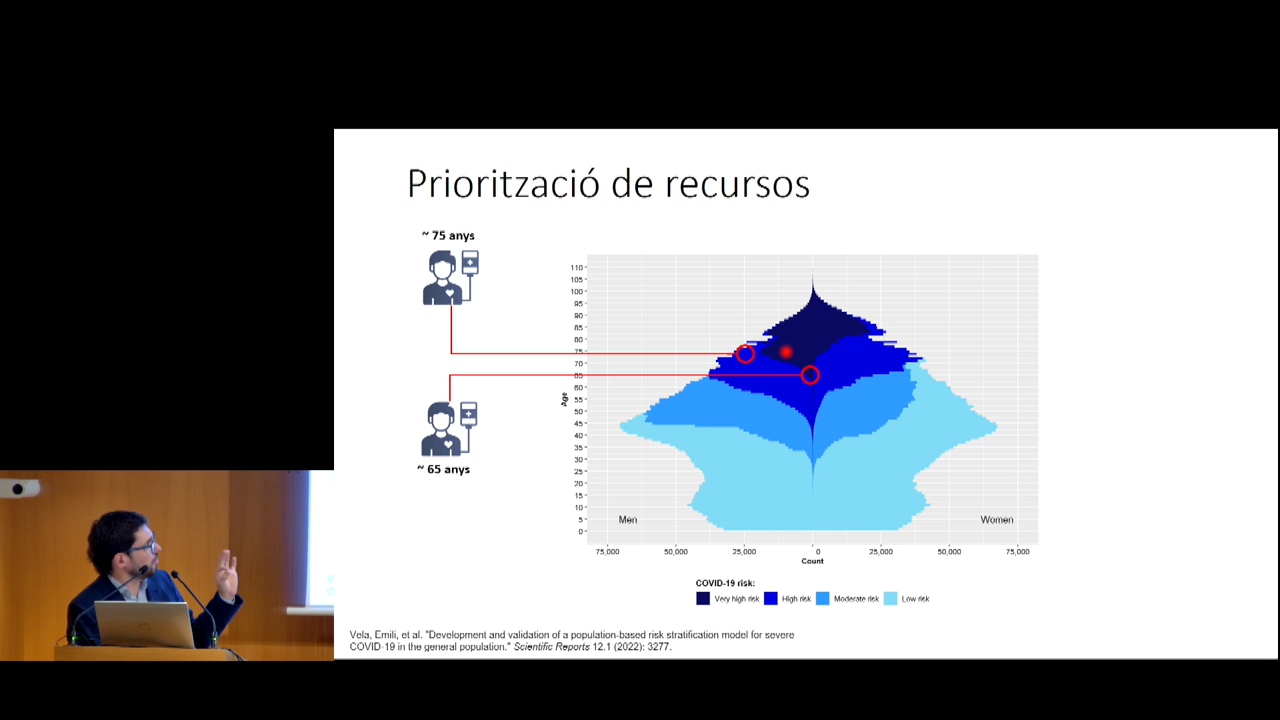 Priorització de recursos
~ 75 anys
~ 65 anys
110
105
100
95
90
85
80
75
70
65
60
55
50
45
40
35
30
25
20
15
10
5
0
Age
Men
Women
75,000 50,000 25,000 0 25,000 50,000 75,000
Count
COVID-19 risk:
Very high risk High risk Moderate risk Low risk
Vela, Emili, et al. "Development and validation of a population-based risk stratification model for severe
COVID-19 in the general population." Scientific Reports 12.1 (2022): 3277.